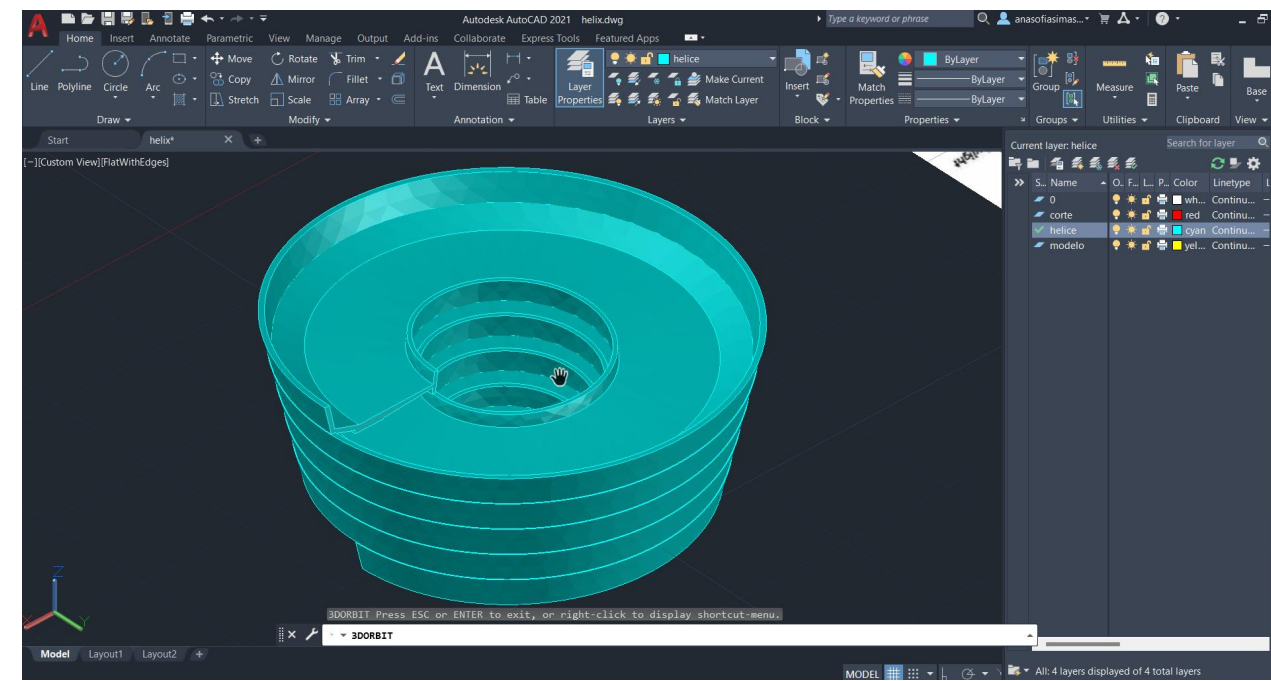 Autodesk AutoCAD 2021 helix.dwg
Type a keyword or phrase
anasofiasimas...
Home Insert Annotate Parametric View Manage Output Add-ins Collaborate Express Tools Featured Apps
Line Polyline Circle Arc
Move Rotate Trim
Copy Mirror Fillet
Stretch Scale Array
Text Dimension
Table
Layer Properties
helice
Make Current
Match Layer
Insert
Match Properties
ByLayer
ByLayer
ByLayer
Group
Measure
Paste
Base
Draw Modify Annotation Layers Block Properties Groups Utilities Clipboard View
Start helix* +
[−][Custom View][FlatWithEdges]
Current layer: helice
Search for layer
S... Name O.. F... L... P... Color Linetype L
0 wh... Continu...
corte red Continu...
helice cyan Continu...
modelo yel... Continu...
Z
Y
3DORBIT Press ESC or ENTER to exit, or right-click to display shortcut-menu.
3DORBIT
Model Layout1 Layout2 +
MODEL
All: 4 layers displayed of 4 total layers